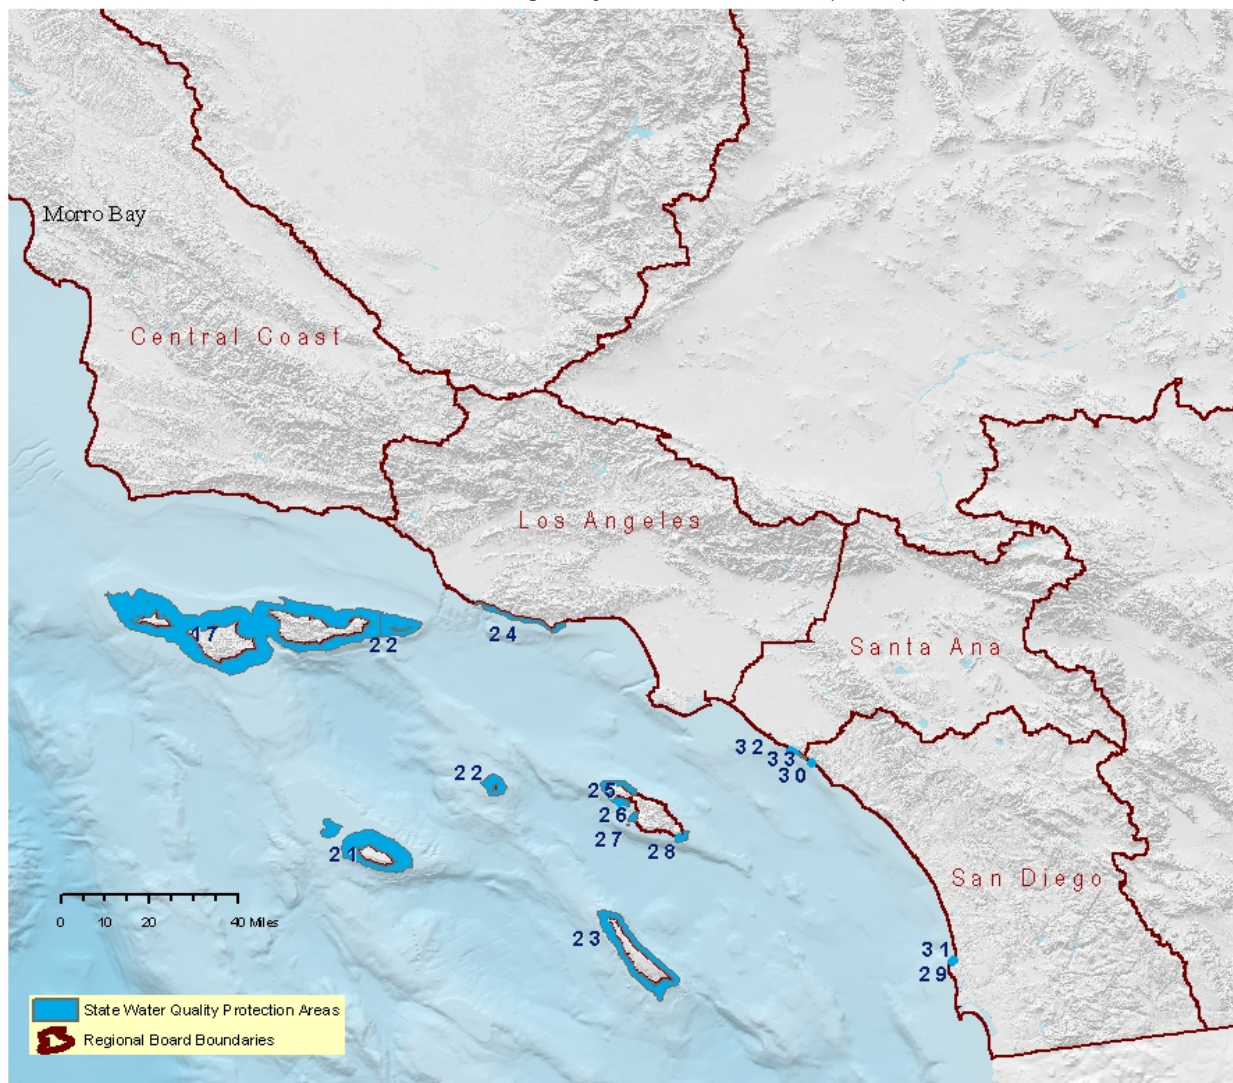 Morro Bay
Central Coast
Los Angeles
17
22
24
Santa Ana
32
33
30
22
25
26
27
28
21
San Diego
0 10 20 40 Miles
23
31
29
State Water Quality Protection Areas
Regional Board Boundaries